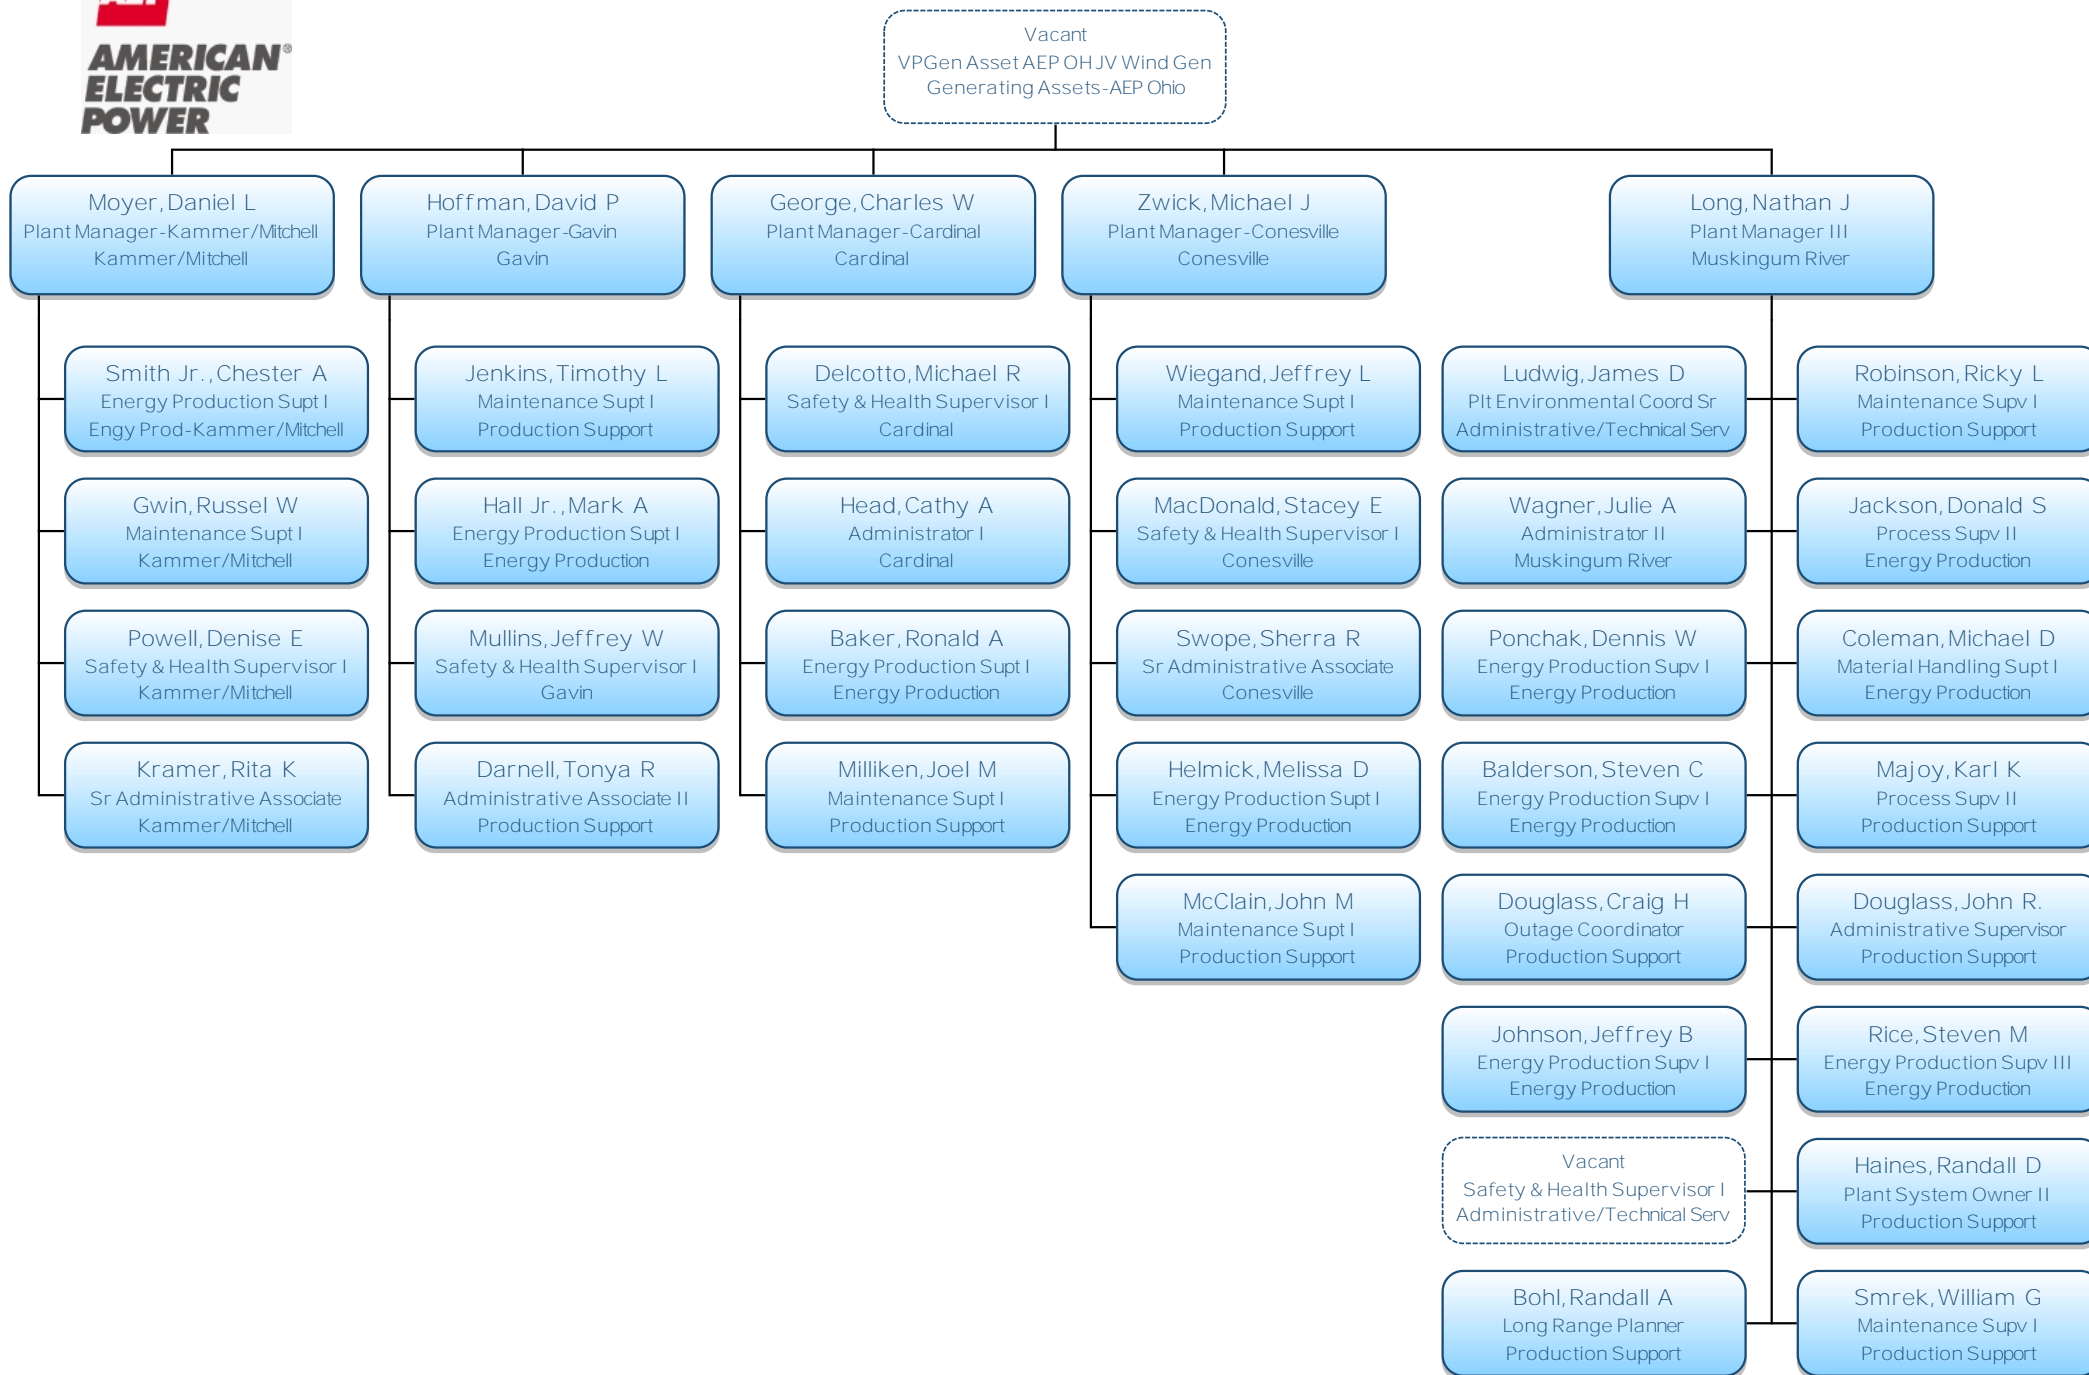 AMERICAN®
ELECTRIC
POWER
Vacant
VPGen Asset AEP OH JV Wind Gen
Generating Assets-AEP Ohio
Moyer, Daniel L
Plant Manager-Kammer/Mitchell
Kammer/Mitchell
Hoffman, David P
Plant Manager-Gavin
Gavin
George, Charles W
Plant Manager-Cardinal
Cardinal
Zwick, Michael J
Plant Manager-Conesville
Conesville
Long, Nathan J
Plant Manager III
Muskingum River
Smith Jr., Chester A
Energy Production Supt I
Engy Prod-Kammer/Mitchell
Gwin, Russel W
Maintenance Supt I
Kammer/Mitchell
Powell, Denise E
Safety & Health Supervisor I
Kammer/Mitchell
Kramer, Rita K
Sr Administrative Associate
Kammer/Mitchell
Jenkins, Timothy L
Maintenance Supt I
Production Support
Hall Jr., Mark A
Energy Production Supt I
Energy Production
Mullins, Jeffrey W
Safety & Health Supervisor I
Gavin
Darnell, Tonya R
Administrative Associate II
Production Support
Delcotto, Michael R
Safety & Health Supervisor I
Cardinal
Head, Cathy A
Administrator I
Cardinal
Baker, Ronald A
Energy Production Supt I
Energy Production
Milliken, Joel M
Maintenance Supt I
Production Support
Wiegand, Jeffrey L
Maintenance Supt I
Production Support
MacDonald, Stacey E
Safety & Health Supervisor I
Conesville
Swope, Sherra R
Sr Administrative Associate
Conesville
Helmick, Melissa D
Energy Production Supt I
Energy Production
McClain, John M
Maintenance Supt I
Production Support
Ludwig, James D
Plt Environmental Coord Sr
Administrative/Technical Serv
Wagner, Julie A
Administrator II
Muskingum River
Ponchak, Dennis W
Energy Production Supv I
Energy Production
Balderson, Steven C
Energy Production Supv I
Energy Production
Douglass, Craig H
Outage Coordinator
Production Support
Johnson, Jeffrey B
Energy Production Supv I
Energy Production
Vacant
Safety & Health Supervisor I
Administrative/Technical Serv
Bohl, Randall A
Long Range Planner
Production Support
Robinson, Ricky L
Maintenance Supv I
Production Support
Jackson, Donald S
Process Supv II
Energy Production
Coleman, Michael D
Material Handling Supt I
Energy Production
Majoy, Karl K
Process Supv II
Production Support
Douglass, John R.
Administrative Supervisor
Production Support
Rice, Steven M
Energy Production Supv III
Energy Production
Haines, Randall D
Plant System Owner II
Production Support
Smrek, William G
Maintenance Supv I
Production Support